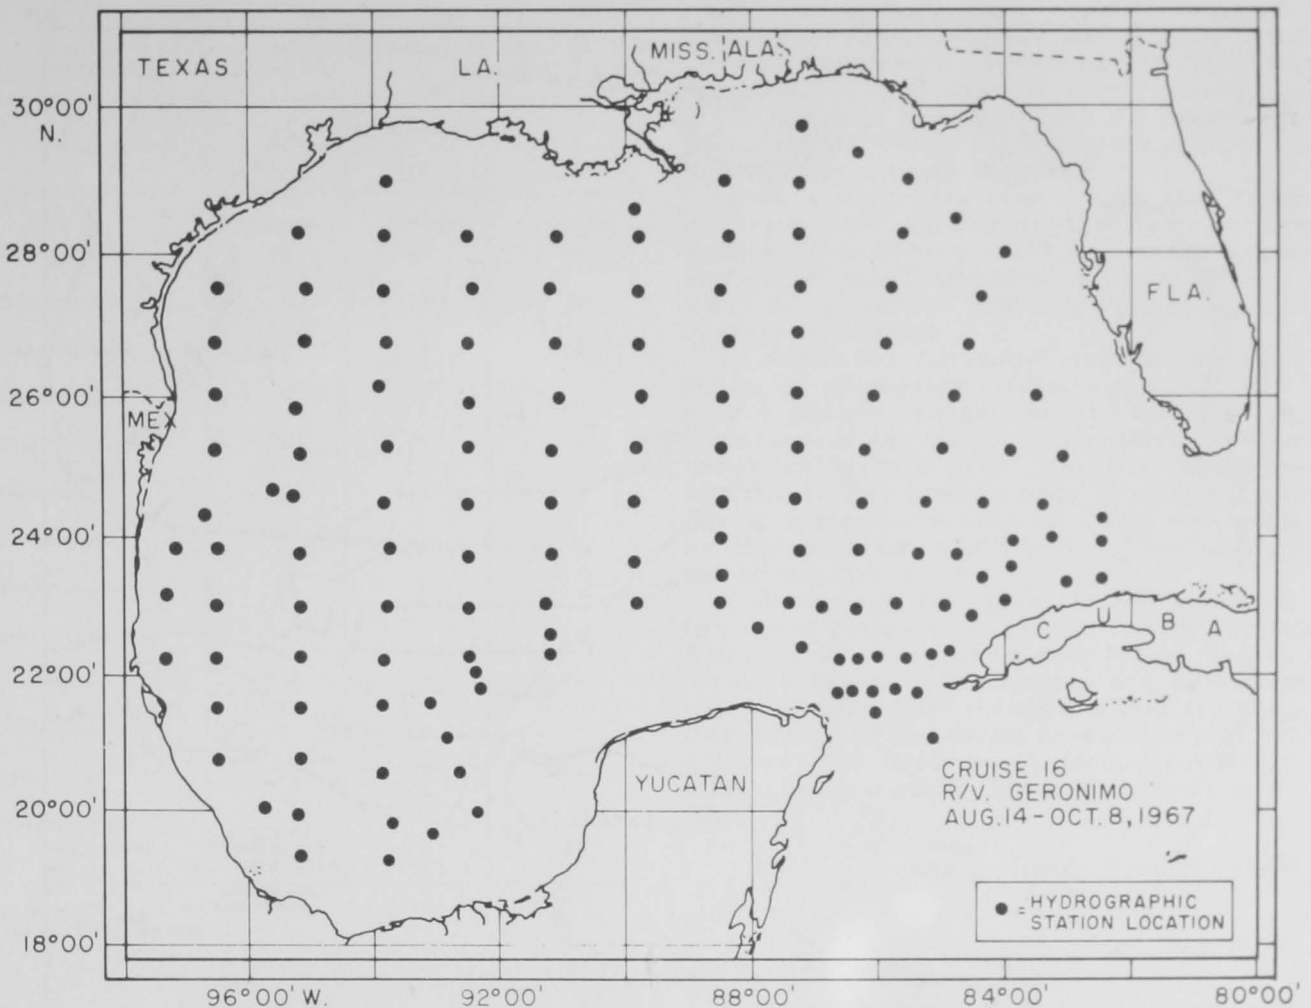 TEXAS
LA.
MISS.
ALA.
30°00'
N.
28°00'
FLA.
26°00'
MEX.
24°00'
C U B A
22°00'
YUCATAN
CRUISE 16
R/V. GERONIMO
AUG. 14-OCT. 8, 1967
20°00'
● = HYDROGRAPHIC
STATION LOCATION
18°00'
96°00' W.
92°00'
88°00'
84°00'
80°00'